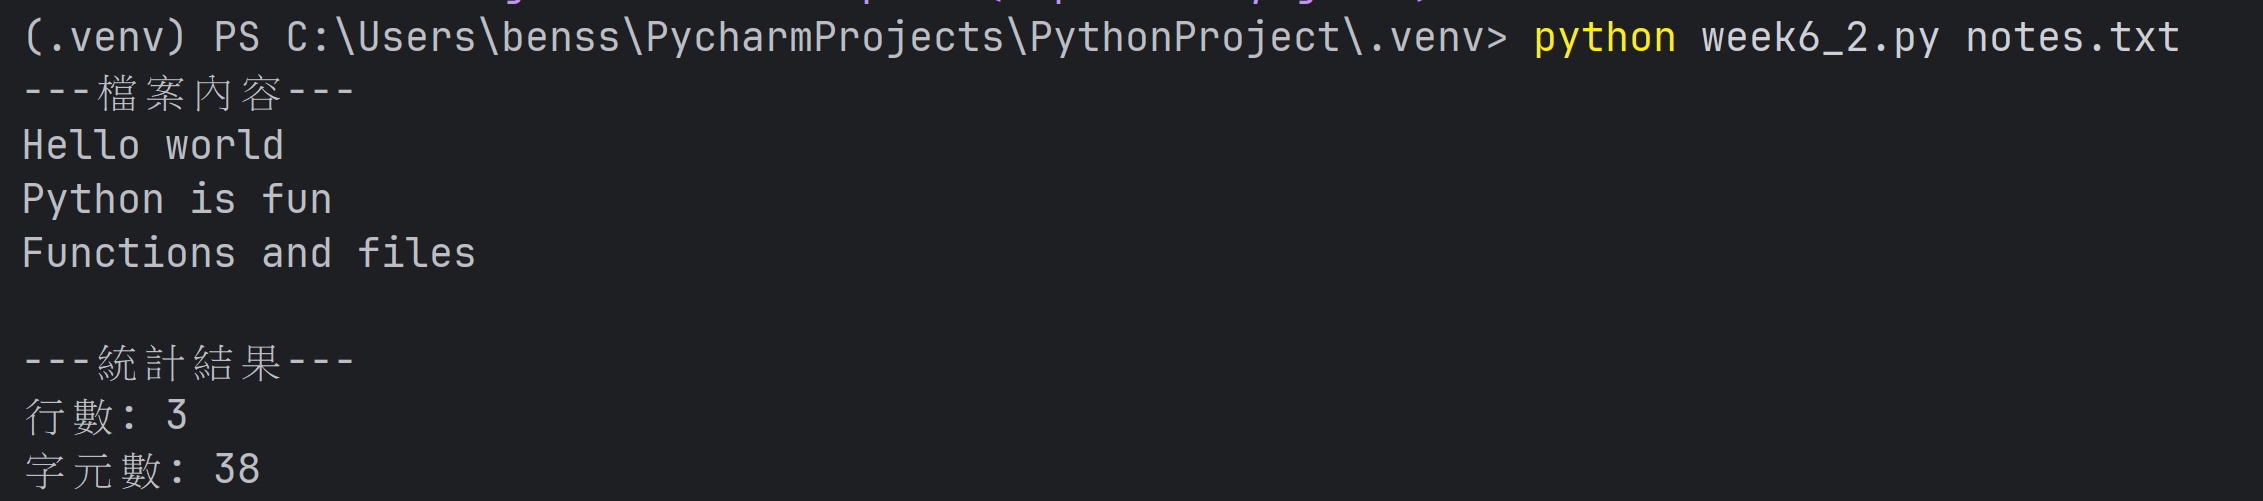 (.venv) PS C:\Users\benss\PycharmProjects\PythonProject\.venv> python week6_2.py notes.txt
---檔案內容---
Hello world
Python is fun
Functions and files

---統計結果---
行數: 3
字元數: 38